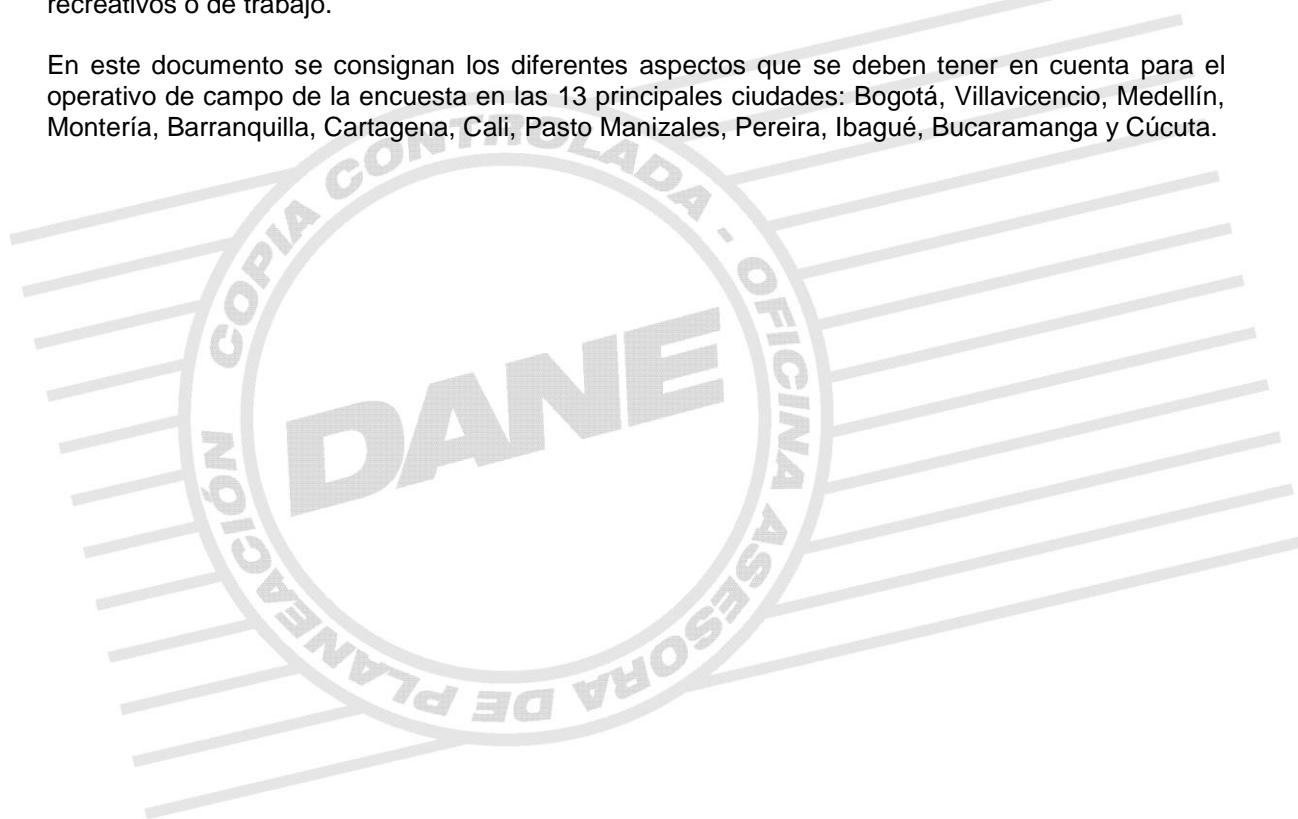 recreativos o de trabajo.
En este documento se consignan los diferentes aspectos que se deben tener en cuenta para el
operativo de campo de la encuesta en las 13 principales ciudades: Bogotá, Villavicencio, Medellín,
Montería, Barranquilla, Cartagena, Cali, Pasto Manizales, Pereira, Ibagué, Bucaramanga y Cúcuta.
COPIA CONTROLADA - OFICINA ASESORA DE PLANEACIÓN
DANE